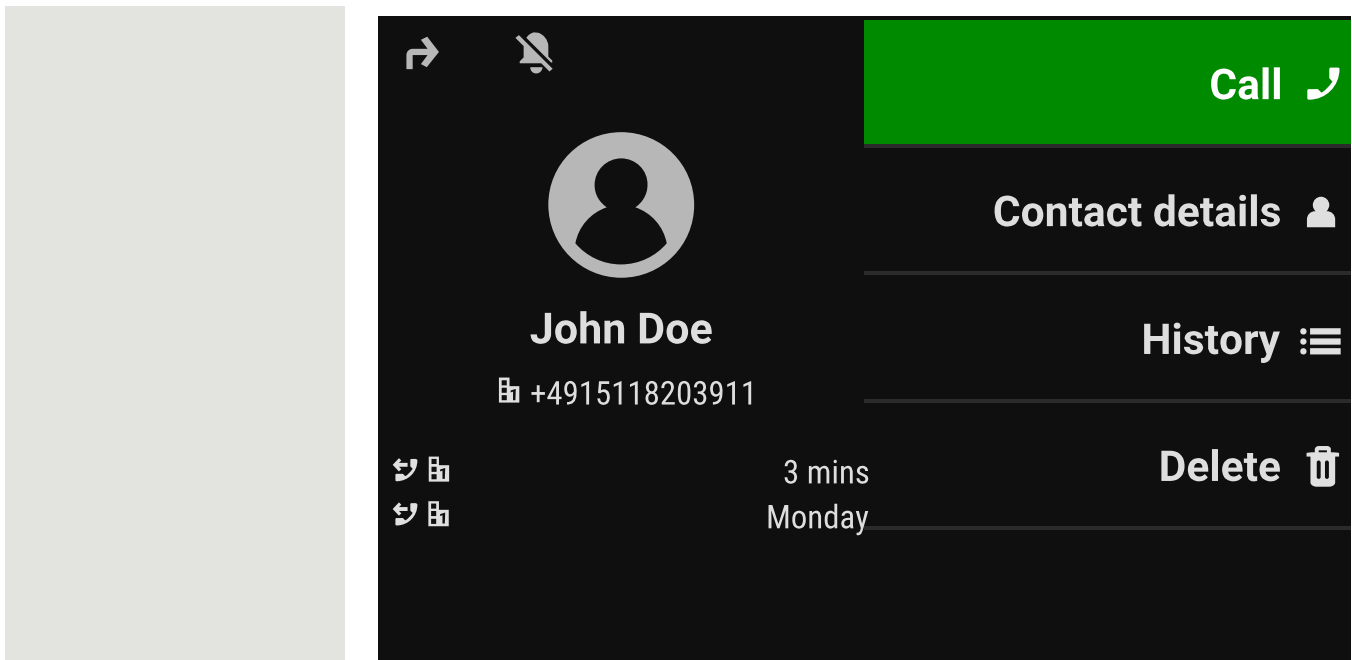 Call
Contact details
History
Delete
John Doe
+4915118203911
3 mins
Monday